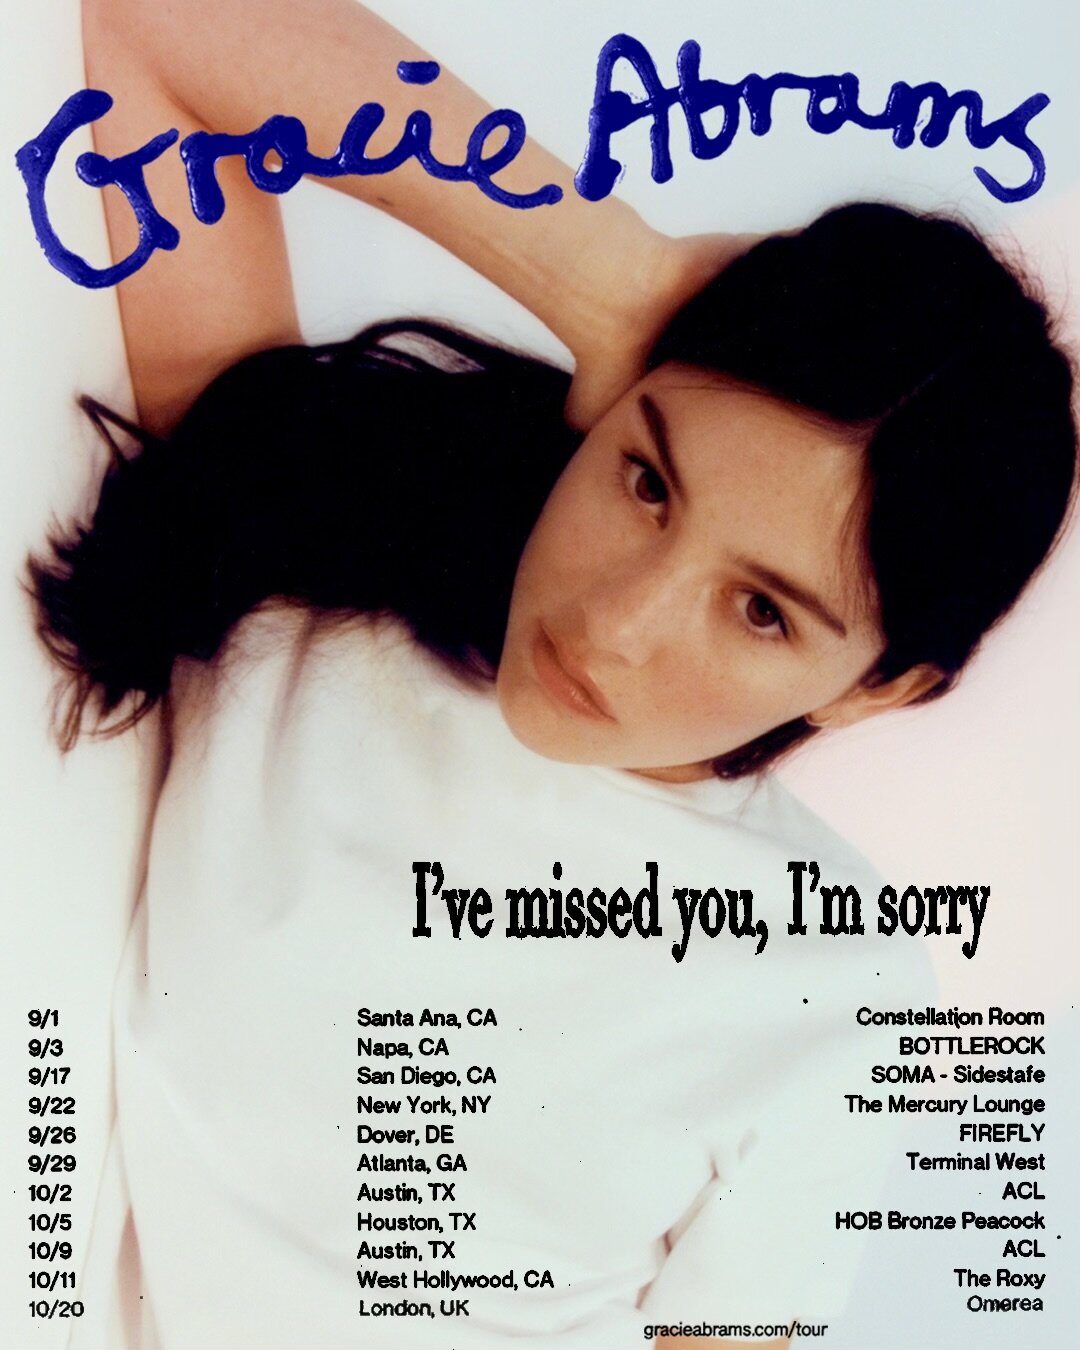 Gracie Abrams
I've missed you, I'm sorry
9/1 Santa Ana, CA Constellation Room
9/3 Napa, CA BOTTLEROCK
9/17 San Diego, CA SOMA - Sidestafe
9/22 New York, NY The Mercury Lounge
9/26 Dover, DE FIREFLY
9/29 Atlanta, GA Terminal West
10/2 Austin, TX ACL
10/5 Houston, TX HOB Bronze Peacock
10/9 Austin, TX ACL
10/11 West Hollywood, CA The Roxy
10/20 London, UK Omerea
gracieabrams.com/tour